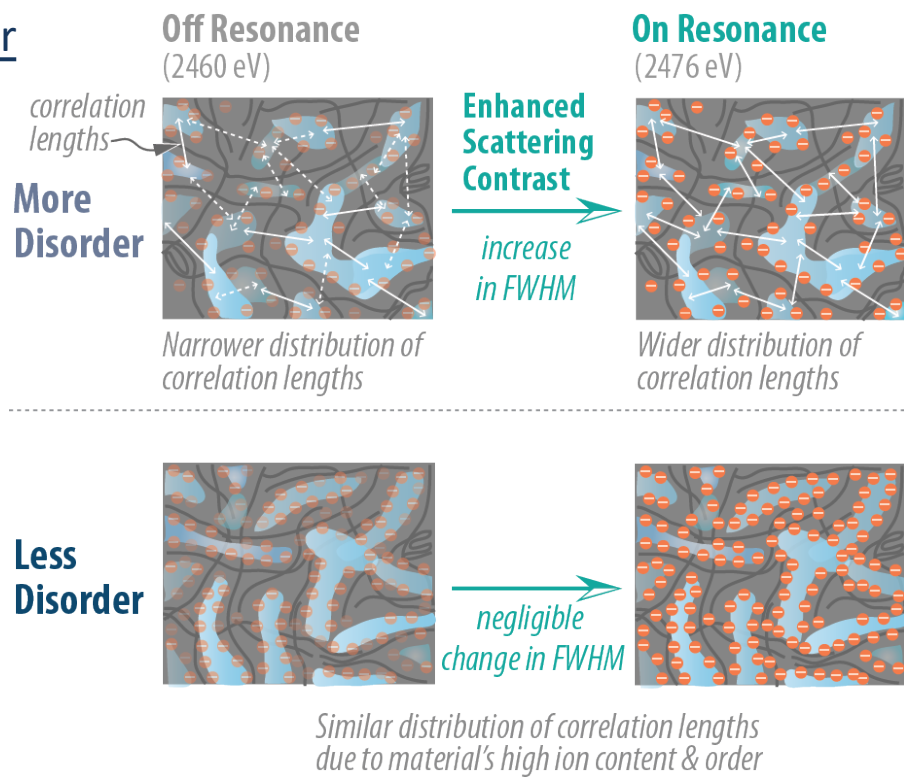 Off Resonance
(2460 eV)
On Resonance
(2476 eV)
correlation
lengths
More
Disorder
Enhanced
Scattering
Contrast
increase
in FWHM
Narrower distribution of
correlation lengths
Wider distribution of
correlation lengths
Less
Disorder
negligible
change in FWHM
Similar distribution of correlation lengths
due to material's high ion content & order